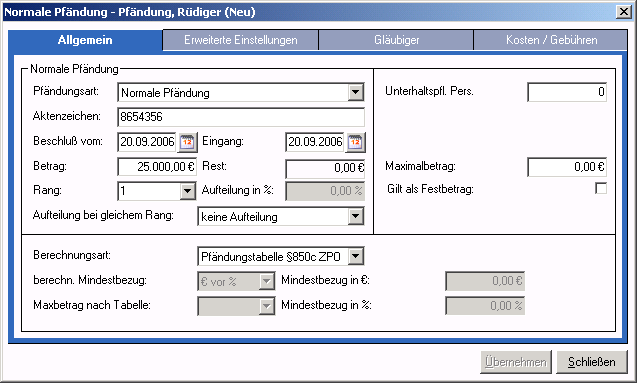 Normale Pfändung - Pfändung, Rüdiger (Neu)
Allgemein Erweiterte Einstellungen Gläubiger Kosten / Gebühren
Normale Pfändung
Pfändungsart: Normale Pfändung Unterhaltspfl. Pers. 0
Aktenzeichen: 8654356
Beschluß vom: 20.09.2006 12 Eingang: 20.09.2006 12
Betrag: 25.000,00 € Rest: 0,00 € Maximalbetrag: 0,00 €
Rang: 1 Aufteilung in %: 0,00 % Gilt als Festbetrag:
Aufteilung bei gleichem Rang: keine Aufteilung
Berechnungsart: Pfändungstabelle §850c ZPO
berechn. Mindestbezug: € vor % Mindestbezug in €: 0,00 €
Maxbetrag nach Tabelle: Mindestbezug in %: 0,00 %
Übernehmen Schließen